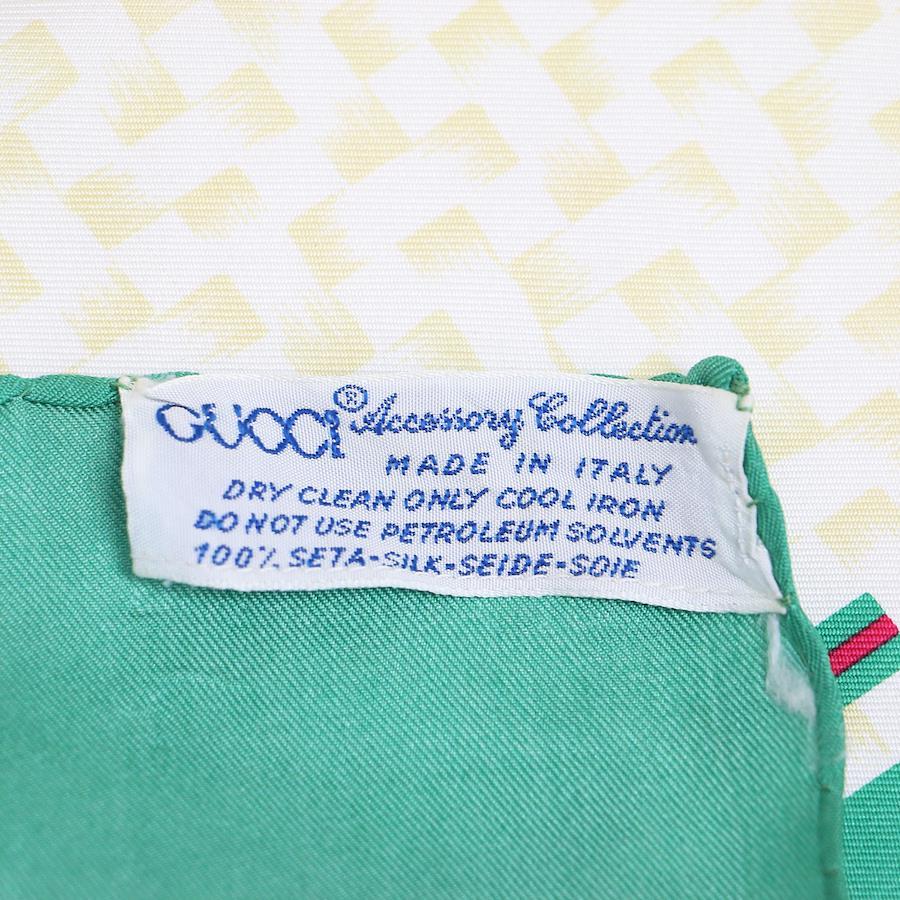 GUCCI® Accessory Collection
MADE IN ITALY
DRY CLEAN ONLY COOL IRON
DO NOT USE PETROLEUM SOLVENTS
100% SETA-SILK-SEIDE-SOIE